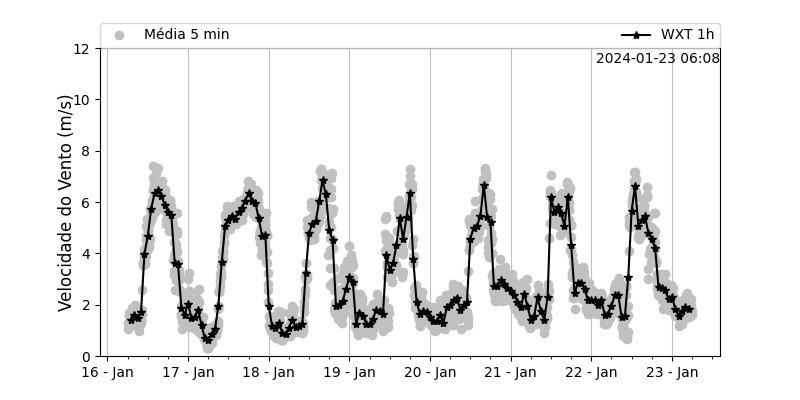 Média 5 min
WXT 1h
2024-01-23 06:08
Velocidade do Vento (m/s)
12
10
8
6
4
2
0
16 - Jan 17 - Jan 18 - Jan 19 - Jan 20 - Jan 21 - Jan 22 - Jan 23 - Jan